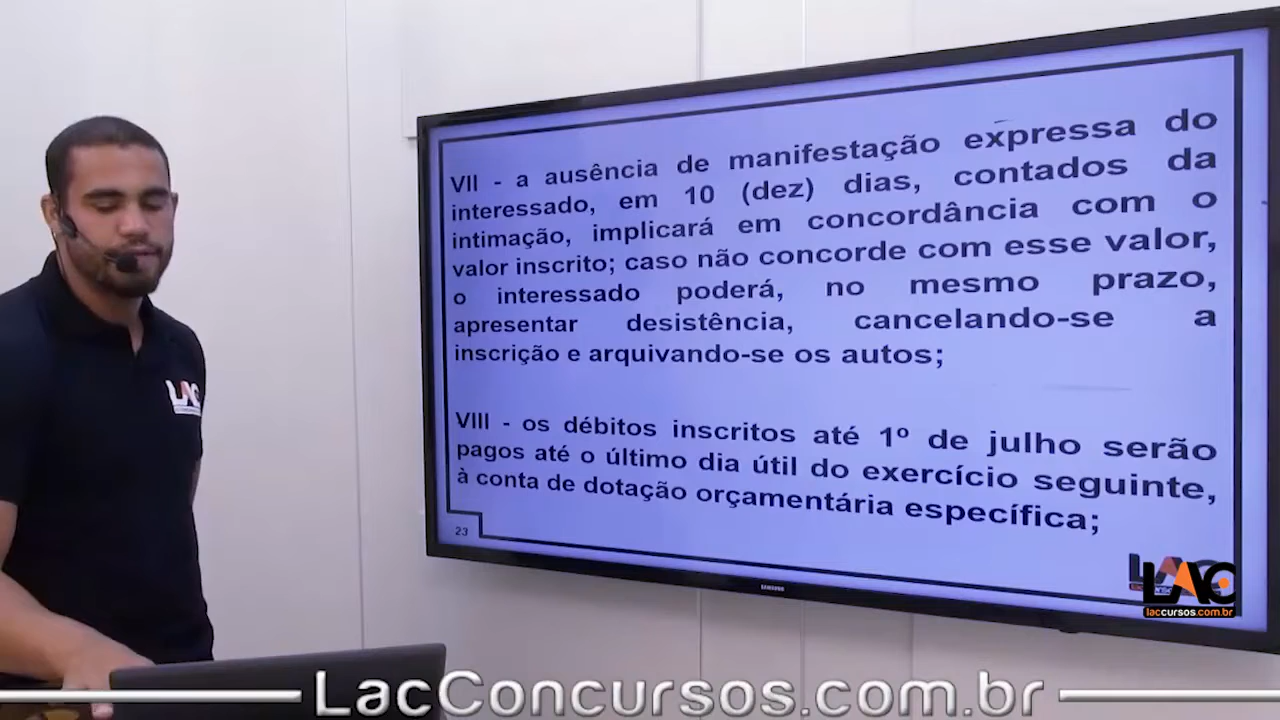 VII - a ausência de manifestação expressa do
interessado, em 10 (dez) dias, contados da
intimação, implicará em concordância com o
valor inscrito; caso não concorde com esse valor,
o interessado poderá, no mesmo prazo,
apresentar desistência, cancelando-se a
inscrição e arquivando-se os autos;
VIII - os débitos inscritos até 1º de julho serão
pagos até o último dia útil do exercício seguinte,
à conta de dotação orçamentária específica;
23
SAMSUNG
LAC
LAC
laccursos.com.br
LacConcursos.com.br